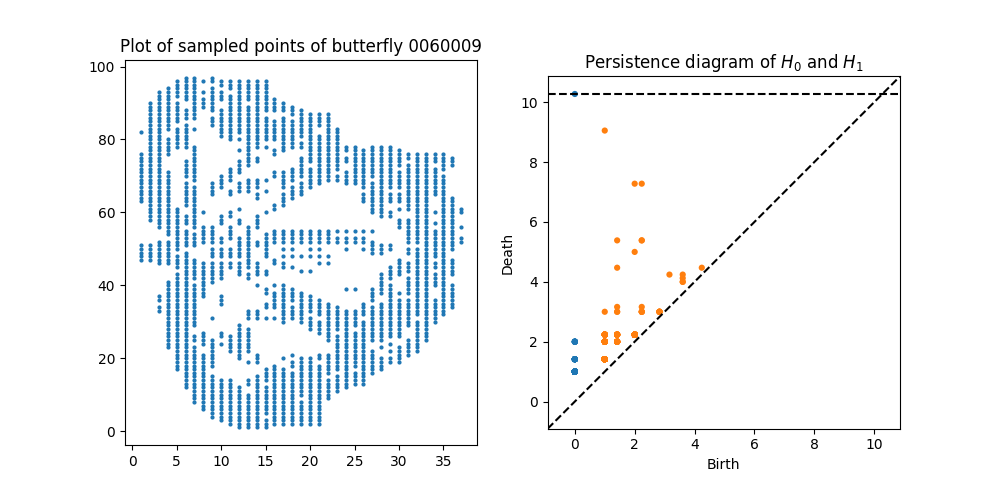 Plot of sampled points of butterfly 0060009
100
80
60
40
20
0
0 5 10 15 20 25 30 35
Persistence diagram of $H_0$ and $H_1$
Death
10
8
6
4
2
0
0 2 4 6 8 10
Birth